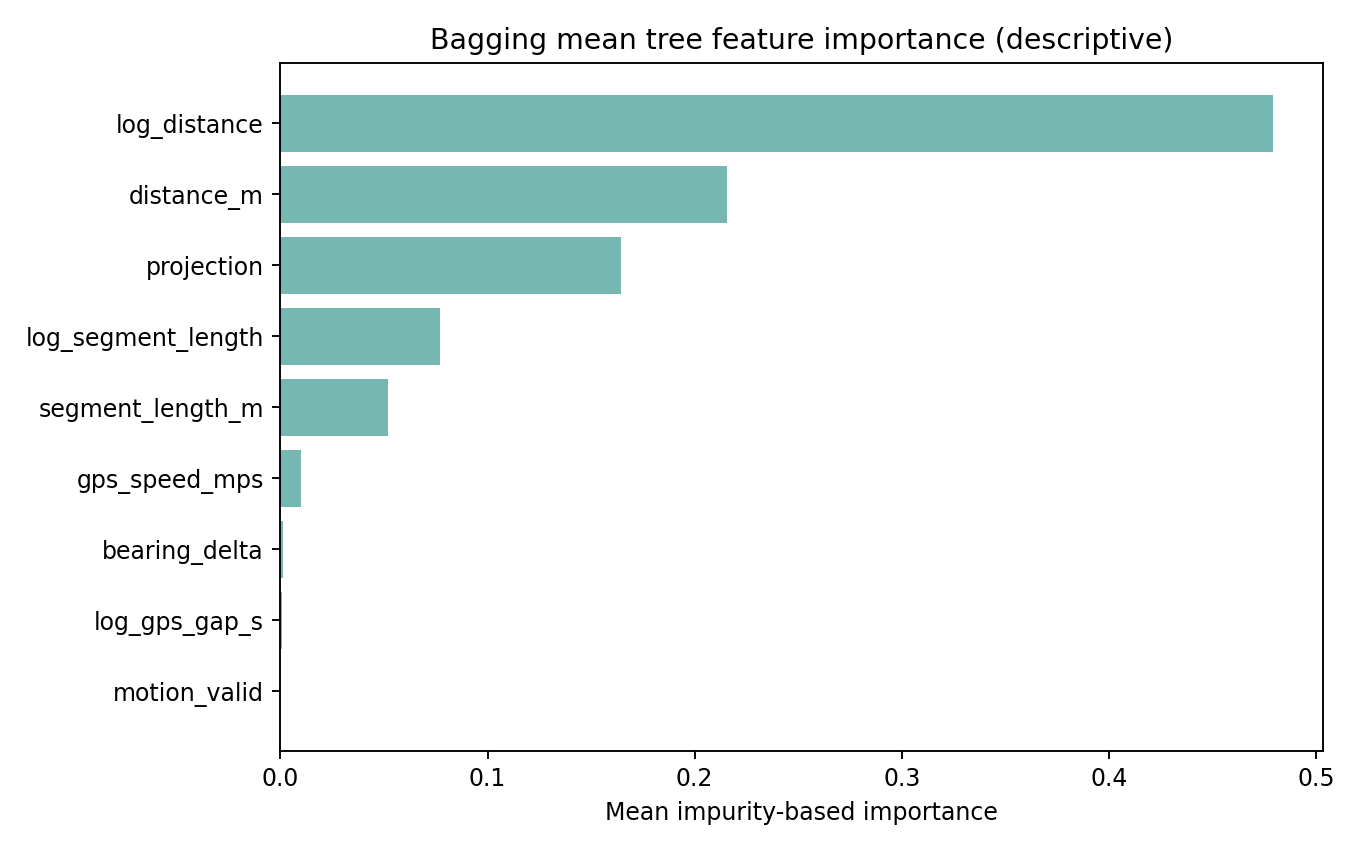 Bagging mean tree feature importance (descriptive)
log_distance
distance_m
projection
log_segment_length
segment_length_m
gps_speed_mps
bearing_delta
log_gps_gap_s
motion_valid
0.0 0.1 0.2 0.3 0.4 0.5
Mean impurity-based importance